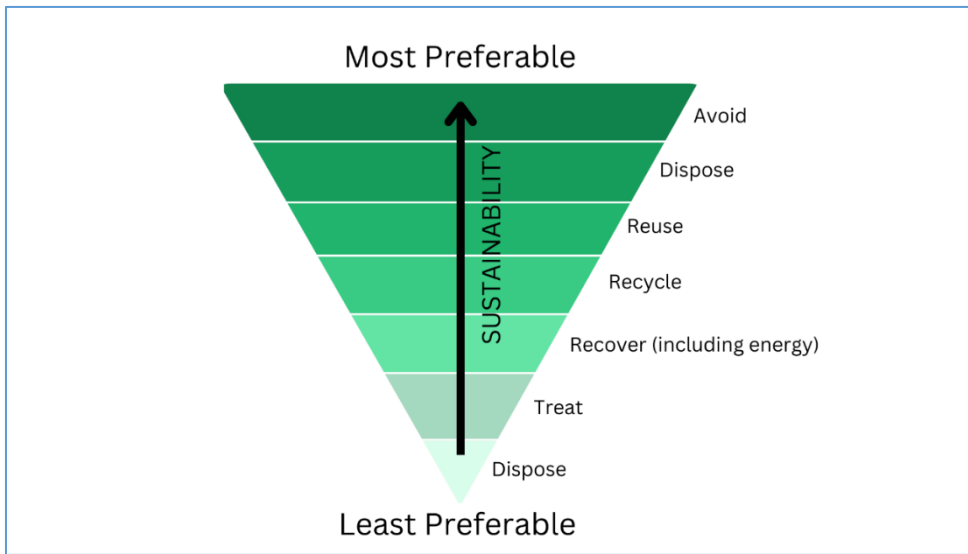 Most Preferable
Avoid
Dispose
Reuse
SUSTAINABILITY
Recycle
Recover (including energy)
Treat
Dispose
Least Preferable